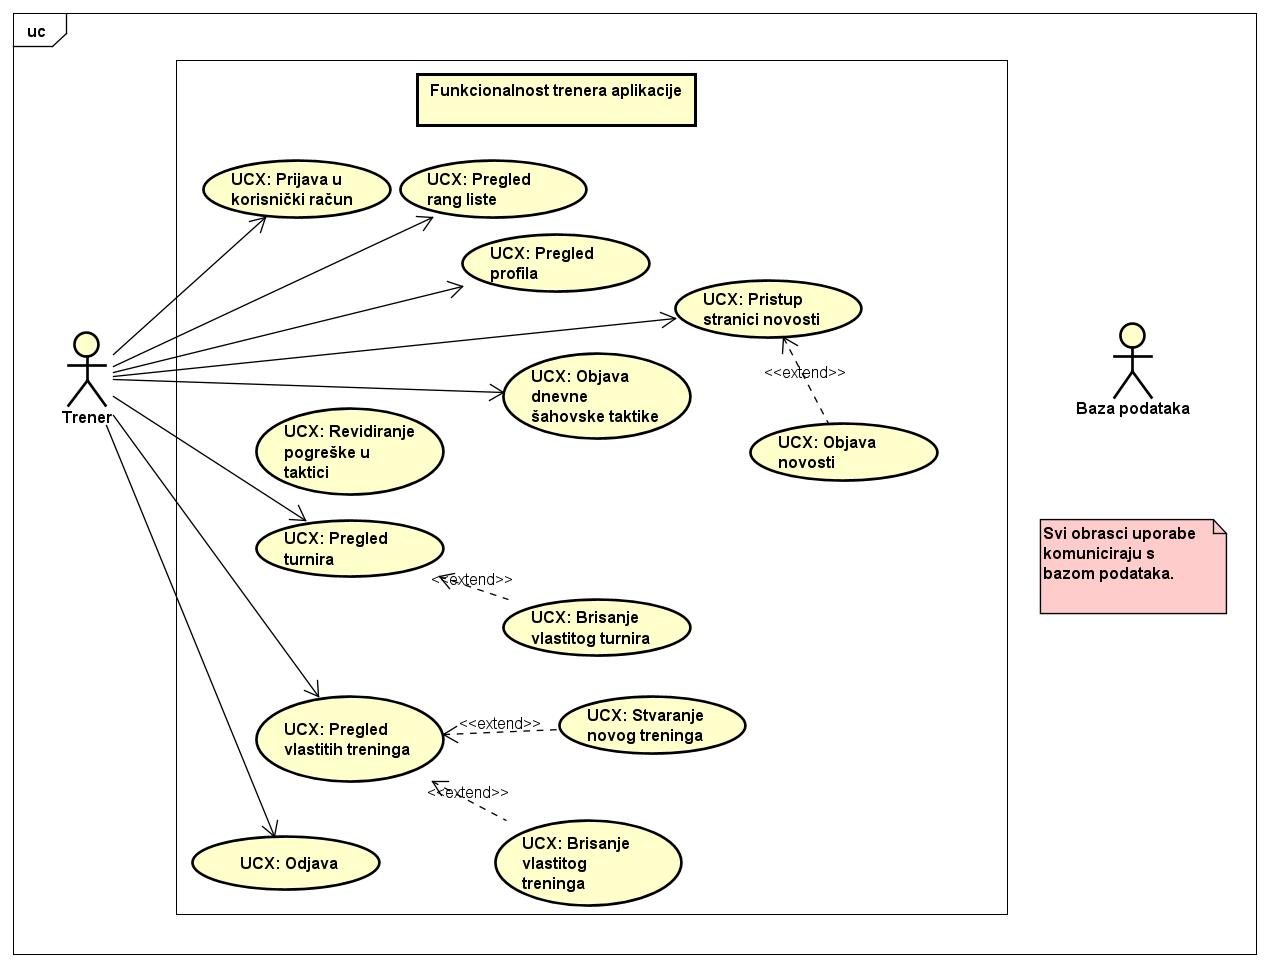 uc
Funkcionalnost trenera aplikacije
UCX: Prijava u
korisnički račun
UCX: Pregled
rang liste
UCX: Pregled
profila
UCX: Pristup
stranici novosti
<<extend>>
UCX: Objava
dnevne
šahovske taktike
Trener
Baza podataka
UCX: Revidiranje
pogreške u
taktici
UCX: Objava
novosti
UCX: Pregled
turnira
<<extend>>
Svi obrasci uporabe
komuniciraju s
bazom podataka.
UCX: Brisanje
vlastitog turnira
UCX: Pregled
vlastitih treninga
<<extend>>
UCX: Stvaranje
novog treninga
<<extend>>
UCX: Brisanje
vlastitog
treninga
UCX: Odjava